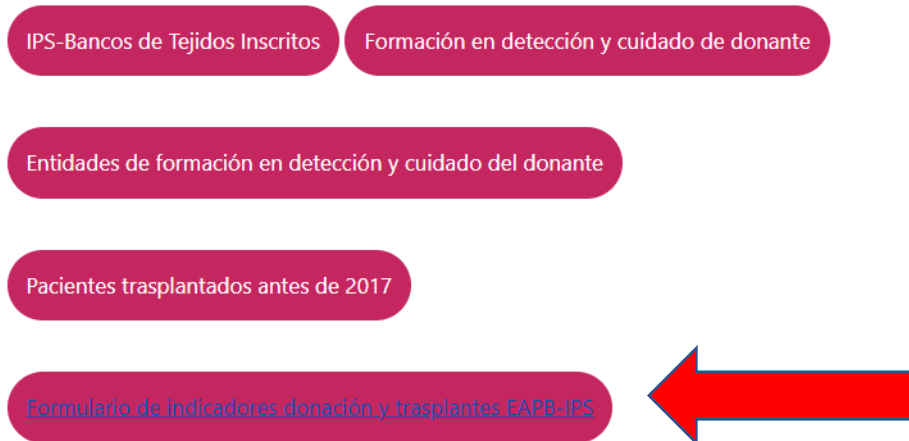 IPS-Bancos de Tejidos Inscritos
Formación en detección y cuidado de donante
Entidades de formación en detección y cuidado del donante
Pacientes trasplantados antes de 2017
Formulario de indicadores donación y trasplantes EAPB-IPS